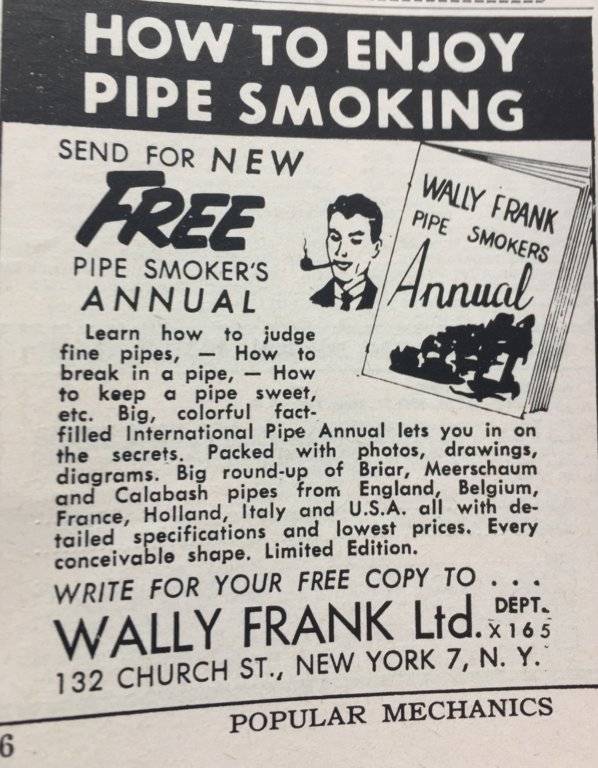 HOW TO ENJOY
PIPE SMOKING
SEND FOR NEW
FREE
PIPE SMOKER'S
ANNUAL
WALLY FRANK
PIPE SMOKERS
Annual
Learn how to judge
fine pipes, — How to
break in a pipe, — How
to keep a pipe sweet,
etc. Big, colorful fact-
filled International Pipe Annual lets you in on
the secrets. Packed with photos, drawings,
diagrams. Big round-up of Briar, Meerschaum
and Calabash pipes from England, Belgium,
France, Holland, Italy and U.S.A. all with de-
tailed specifications and lowest prices. Every
conceivable shape. Limited Edition.
WRITE FOR YOUR FREE COPY TO . . .
WALLY FRANK Ltd. DEPT. X165
132 CHURCH ST., NEW YORK 7, N. Y.
POPULAR MECHANICS
6